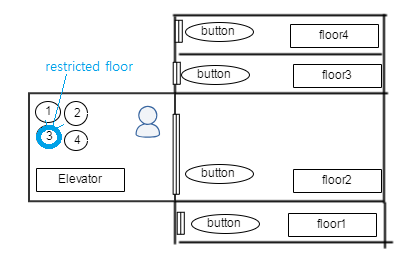 button
floor4
restricted floor
button
floor3
1
2
3
4
Elevator
button
floor2
button
floor1